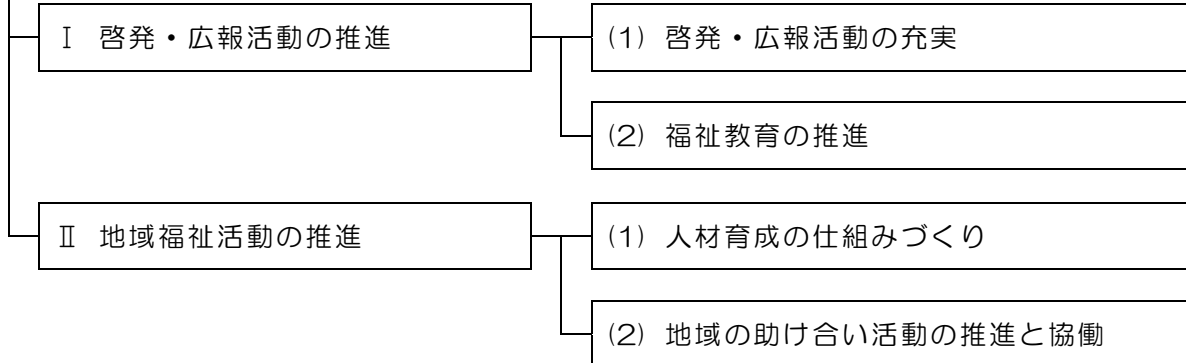 Ⅰ 啓発・広報活動の推進
(1) 啓発・広報活動の充実
(2) 福祉教育の推進
Ⅱ 地域福祉活動の推進
(1) 人材育成の仕組みづくり
(2) 地域の助け合い活動の推進と協働